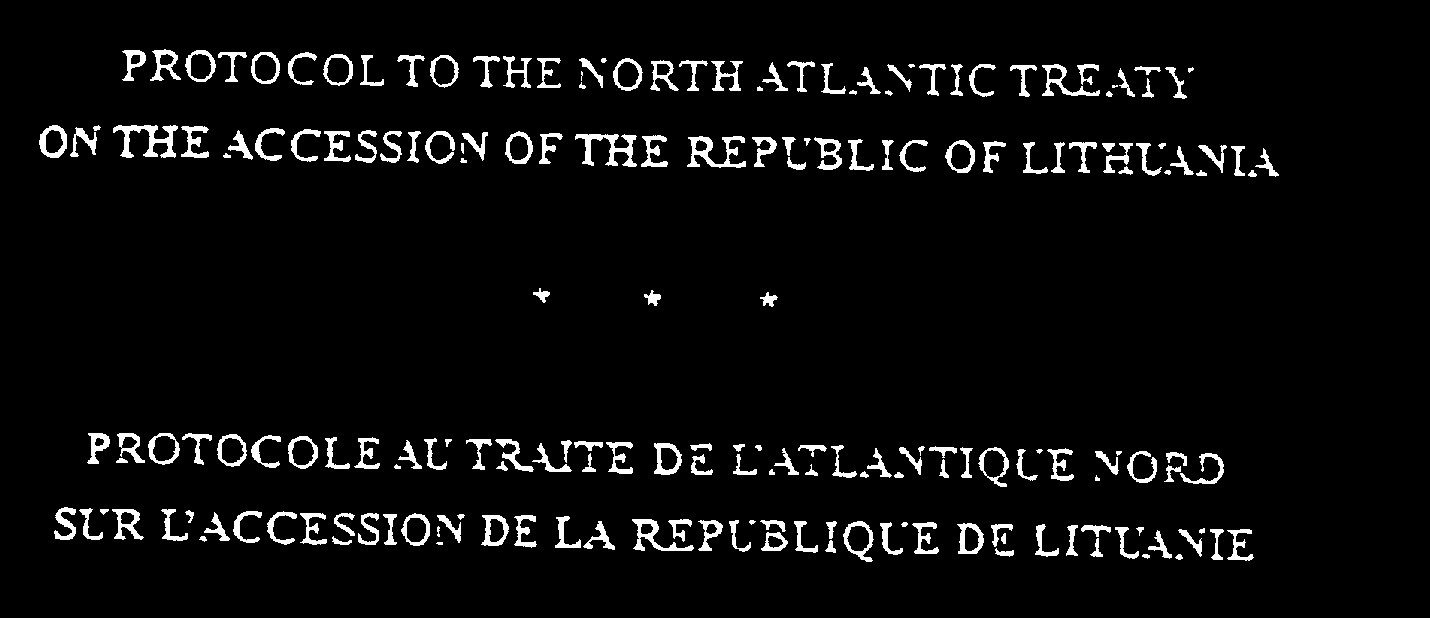 PROTOCOL TO THE NORTH ATLANTIC TREATY
ON THE ACCESSION OF THE REPUBLIC OF LITHUANIA
* * *
PROTOCOLE AU TRAITE DE L'ATLANTIQUE NORD
SUR L'ACCESSION DE LA REPUBLIQUE DE LITUANIE